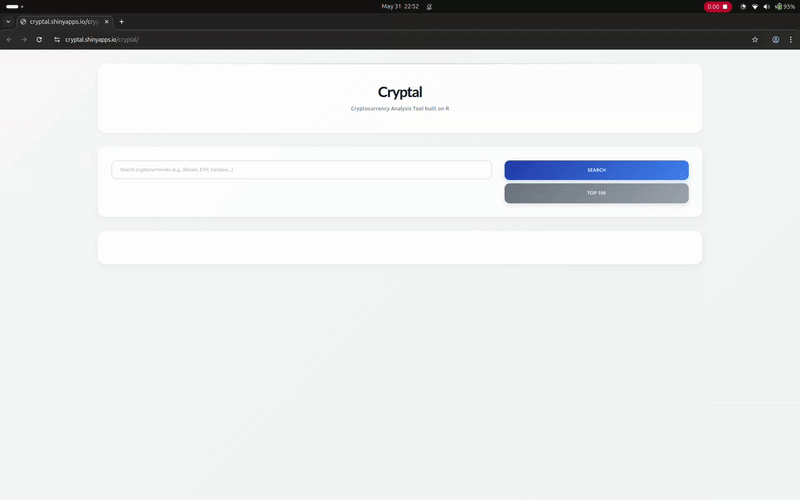 May 31 22:52
0:00
95%
cryptal.shinyapps.io/cryp
cryptal.shinyapps.io/cryptal/
Cryptal
Cryptocurrency Analysis Tool built on R
Search cryptocurrencies (e.g., Bitcoin, ETH, Cardano...)
SEARCH
TOP 100